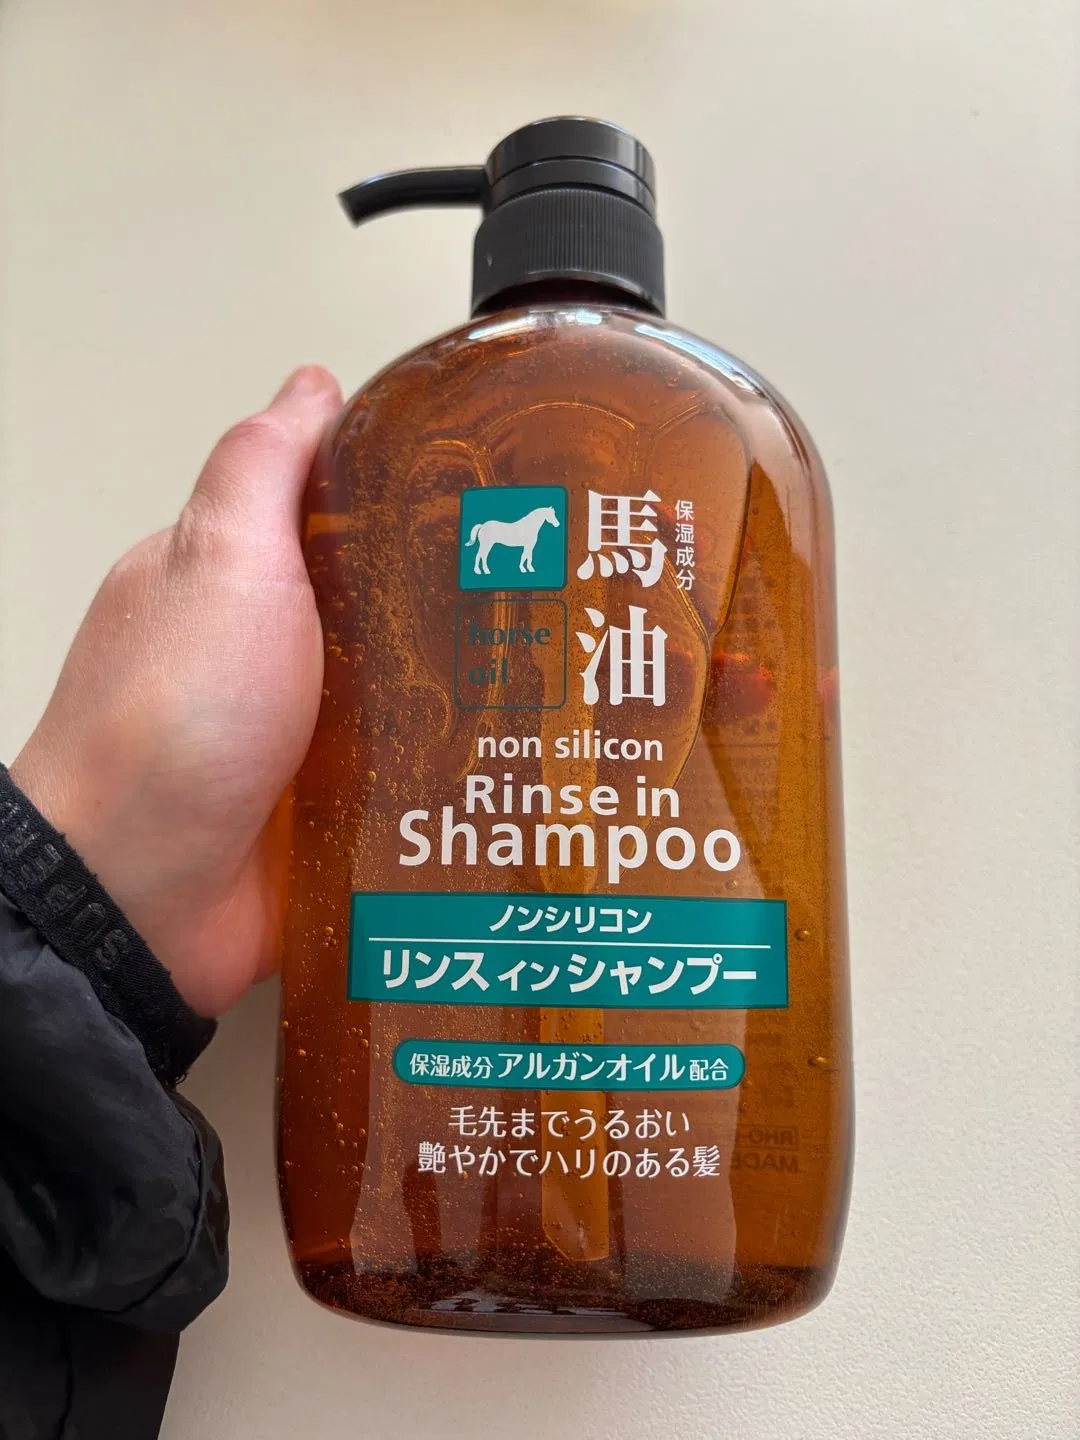 馬油
保湿成分
horse
oil
non silicon
Rinse in
Shampoo
ノンシリコン
リンスインシャンプー
保湿成分アルガンオイル配合
毛先までうるおい
艶やかでハリのある髪
SUPERDRY